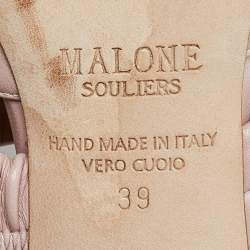 MALONE
SOULIERS
HAND MADE IN ITALY
VERO CUOIO
39